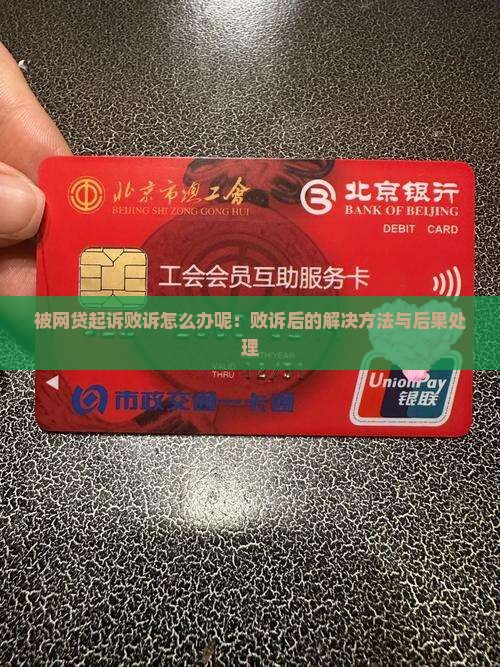 北京市总工会
BEIJING SHI ZONG GONG HUI
北京银行
BANK OF BEIJING
DEBIT CARD
工会会员互助服务卡
被网贷起诉败诉怎么办呢：败诉后的解决方法与后果处
理
VALID
THRU
市政交通一卡通
UnionPay
银联